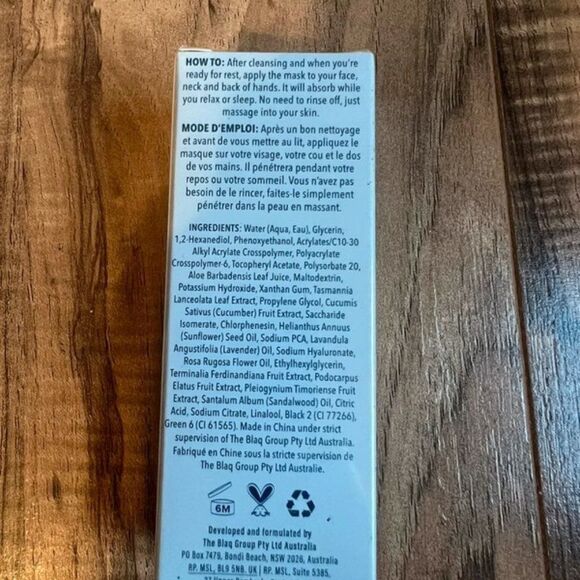 HOW TO: After cleansing and when you're
ready for rest, apply the mask to your face,
neck and back of hands. It will absorb while
you relax or sleep. No need to rinse off, just
massage into your skin.
MODE D'EMPLOI: Après un bon nettoyage
et avant de vous mettre au lit, appliquez le
masque sur votre visage, votre cou et le dos
de vos mains. Il pénétrera pendant votre
repos ou votre sommeil. Vous n'avez pas
besoin de le rincer, faites-le simplement
pénétrer dans la peau en massant.
INGREDIENTS: Water (Aqua, Eau), Glycerin,
1,2-Hexanediol, Phenoxyethanol, Acrylates/C10-30
Alkyl Acrylate Crosspolymer, Polyacrylate
Crosspolymer-6, Tocopheryl Acetate, Polysorbate 20,
Aloe Barbadensis Leaf Juice, Maltodextrin,
Potassium Hydroxide, Xanthan Gum, Tasmannia
Lanceolata Leaf Extract, Propylene Glycol, Cucumis
Sativus (Cucumber) Fruit Extract, Saccharide
Isomerate, Chlorphenesin, Helianthus Annuus
(Sunflower) Seed Oil, Sodium PCA, Lavandula
Angustifolia (Lavender) Oil, Sodium Hyaluronate,
Rosa Rugosa Flower Oil, Ethylhexylglycerin,
Terminalia Ferdinandiana Fruit Extract, Podocarpus
Elatus Fruit Extract, Pleiogynium Timoriense Fruit
Extract, Santalum Album (Sandalwood) Oil, Citric
Acid, Sodium Citrate, Linalool, Black 2 (CI 77266),
Green 6 (CI 61565). Made in China under strict
supervision of The Blaq Group Pty Ltd Australia.
Fabriqué en Chine sous la stricte supervision de
The Blaq Group Pty Ltd Australie.
6M
Developed and formulated by
The Blaq Group Pty Ltd Australia
PO Box 7479, Bondi Beach, NSW 2026, Australia
RP. MSL, BL9 5NB. UK | RP. MSL, Suite 5385,